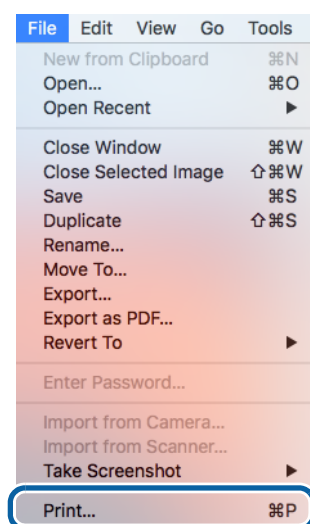 File Edit View Go Tools
New from Clipboard ⌘N
Open... ⌘O
Open Recent ▶
Close Window ⌘W
Close Selected Image ⇧⌘W
Save ⌘S
Duplicate ⇧⌘S
Rename...
Move To...
Export...
Export as PDF...
Revert To ▶
Enter Password...
Import from Camera...
Import from Scanner...
Take Screenshot ▶
Print... ⌘P